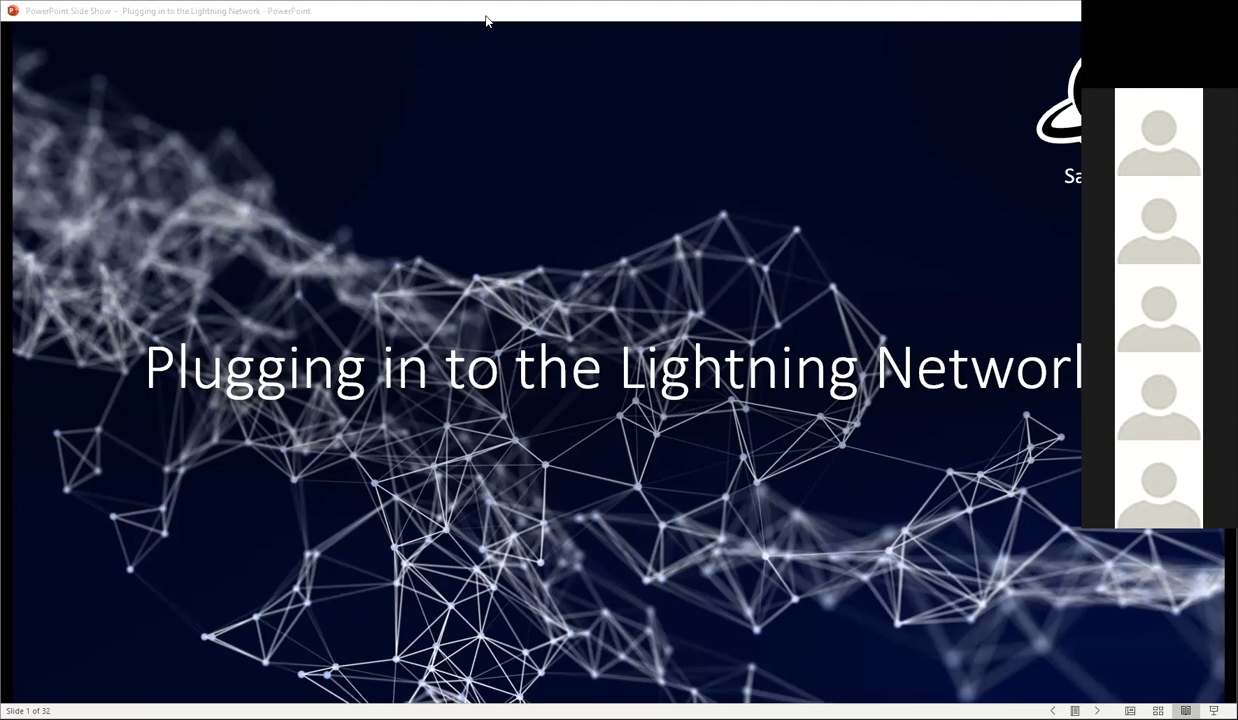 PowerPoint Slide Show - Plugging in to the Lightning Network - PowerPoint
Sa
Plugging in to the Lightning Network
Slide 1 of 32